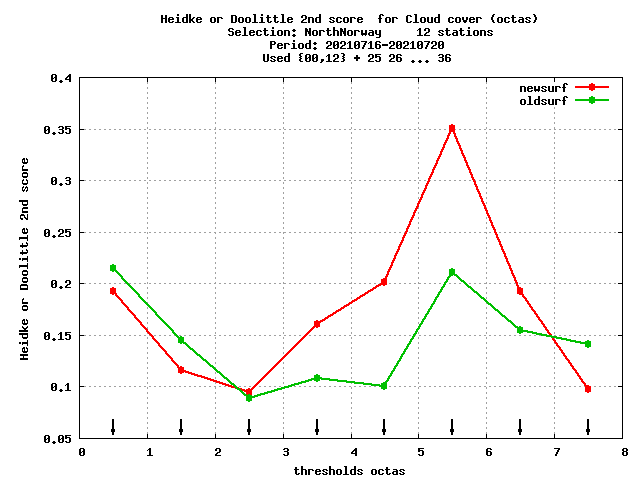 Heidke or Doolittle 2nd score  for Cloud cover (octas)
Selection: NorthNorway     12 stations
Period: 20210716-20210720
Used {00,12} + 25 26 ... 36
newsurf
oldsurf
Heidke or Doolittle 2nd score
0.4
0.35
0.3
0.25
0.2
0.15
0.1
0.05
0 1 2 3 4 5 6 7 8
thresholds octas